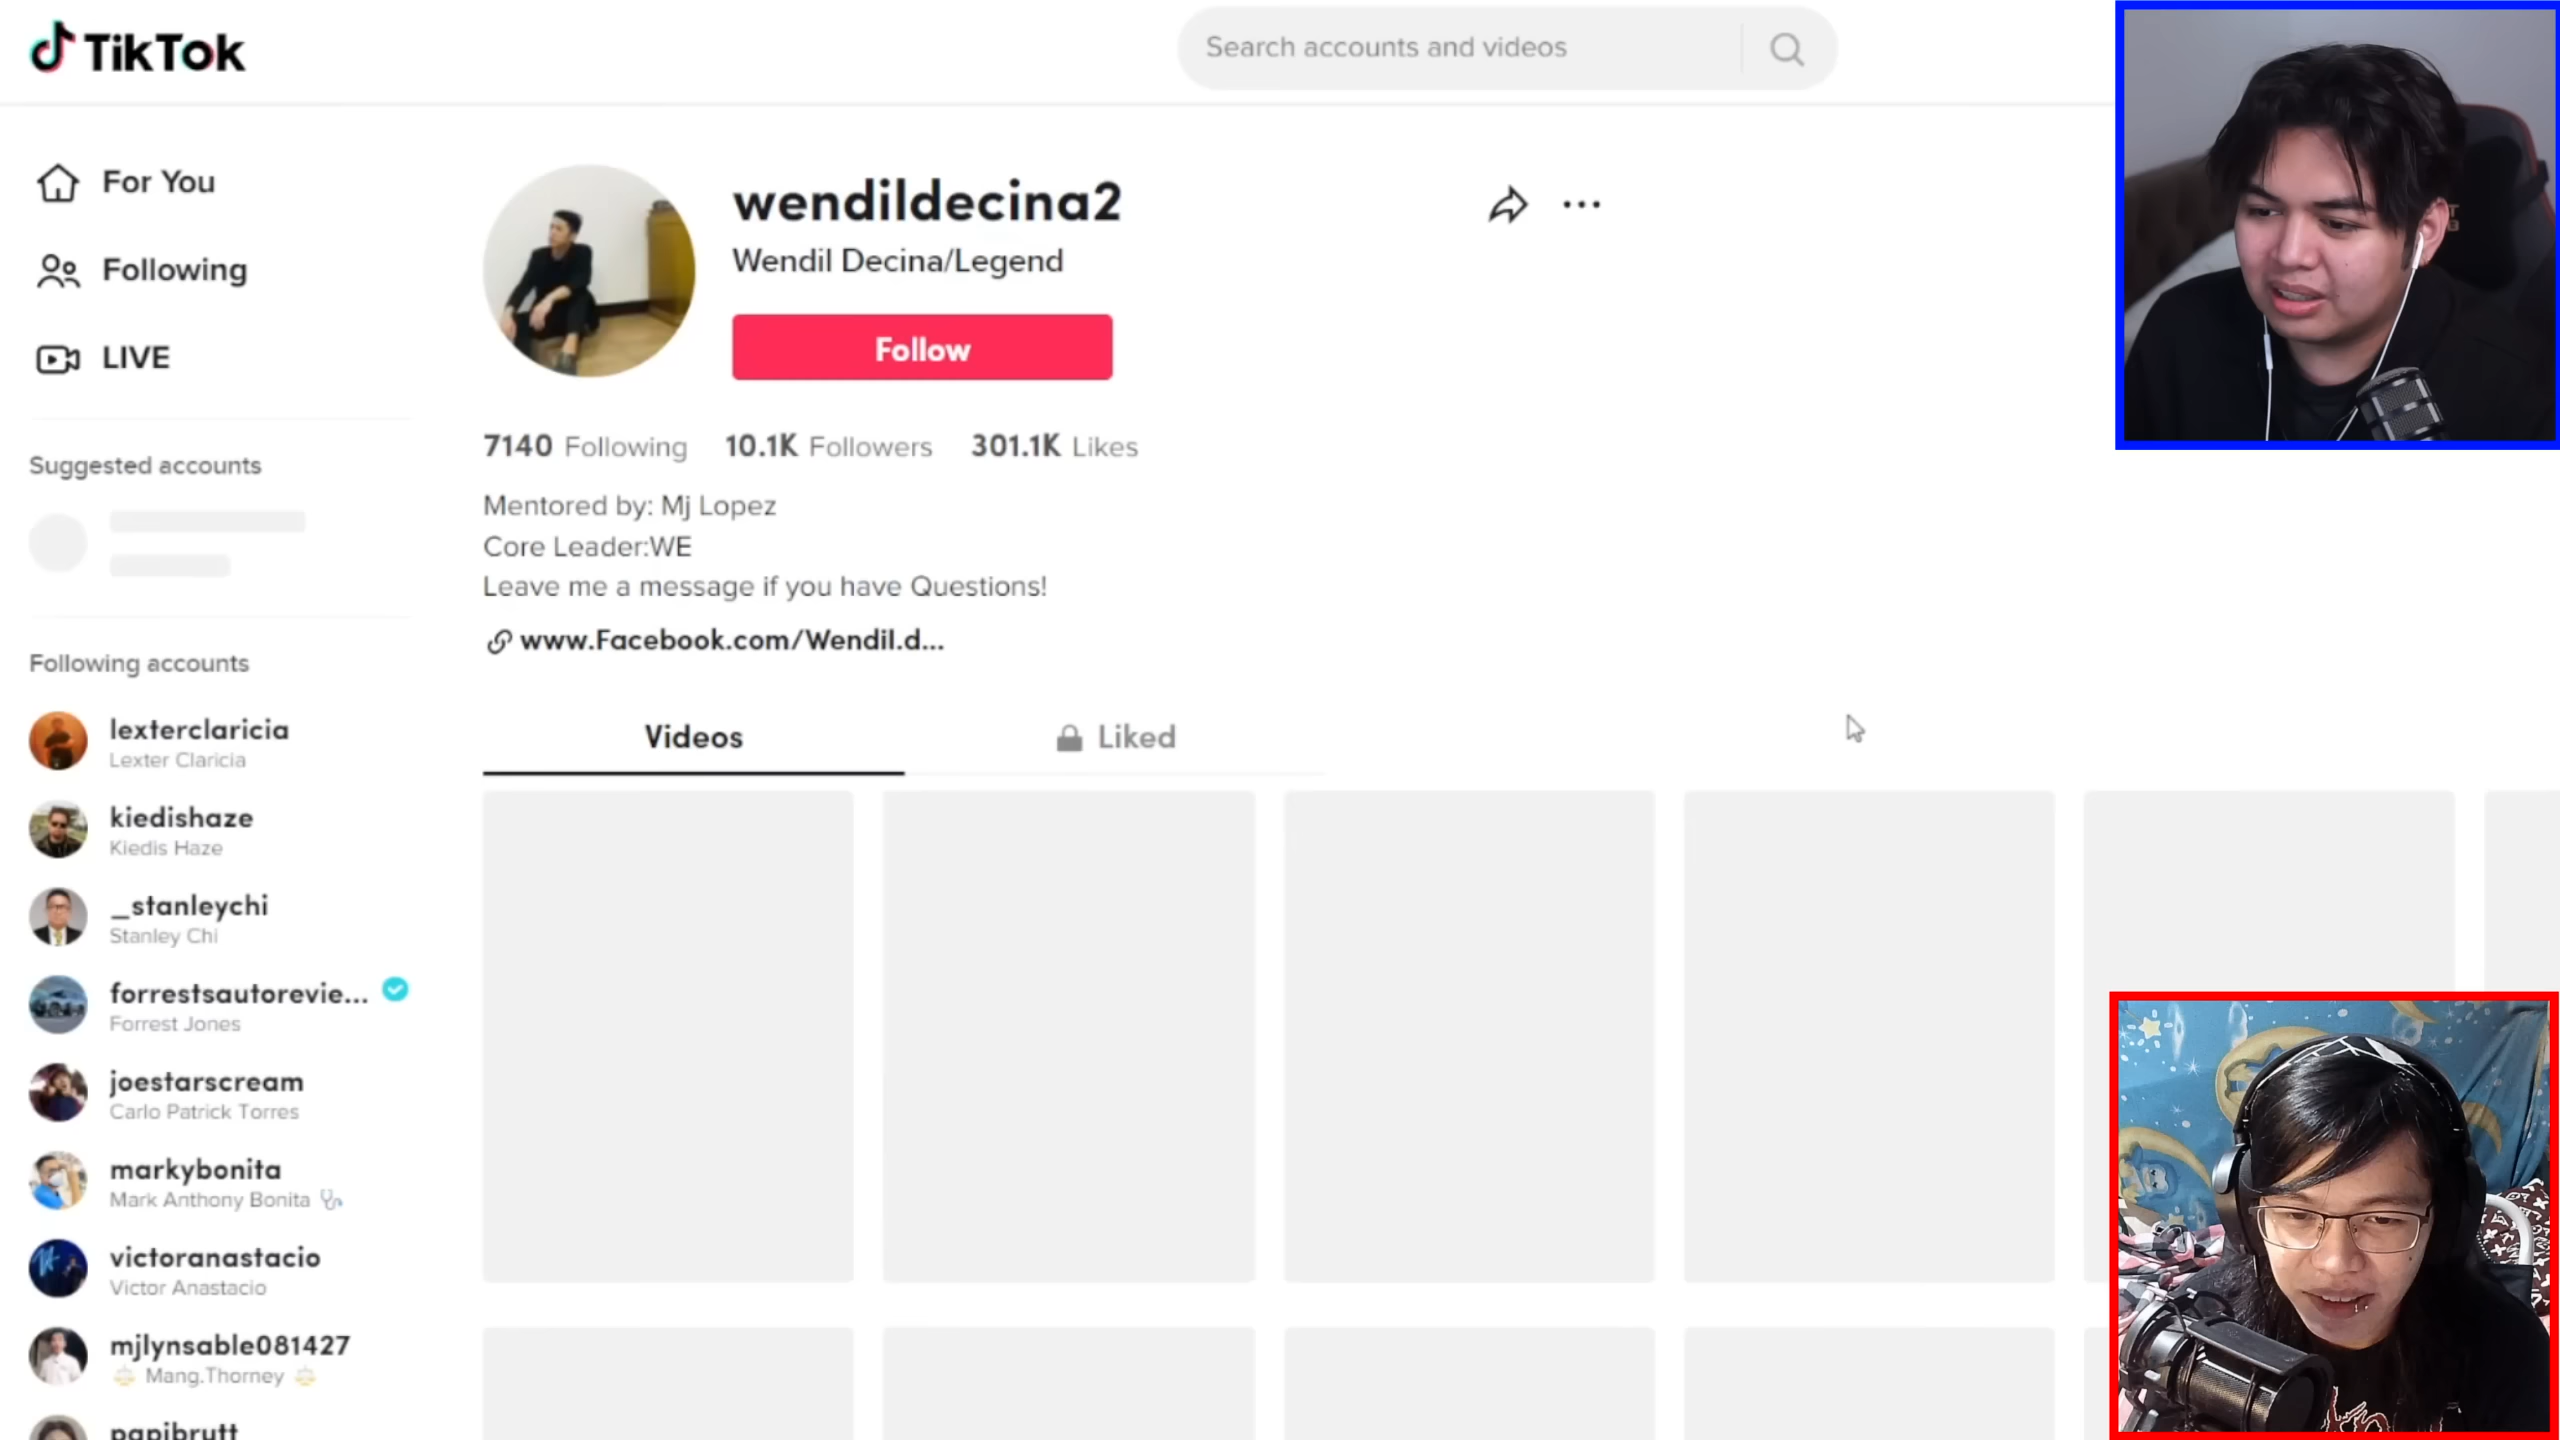 TikTok
Search accounts and videos
For You
Following
LIVE
Suggested accounts
Following accounts
lexterclaricia
Lexter Claricia
kiedishaze
Kiedis Haze
_stanleychi
Stanley Chi
forrestsautorevie...
Forrest Jones
joestarscream
Carlo Patrick Torres
markybonita
Mark Anthony Bonita
victoranastacio
Victor Anastacio
mjlynsable081427
Mang.Thorney
papibrutt
wendildecina2
Wendil Decina/Legend
Follow
7140 Following 10.1K Followers 301.1K Likes
Mentored by: Mj Lopez
Core Leader:WE
Leave me a message if you have Questions!
www.Facebook.com/Wendil.d...
Videos Liked